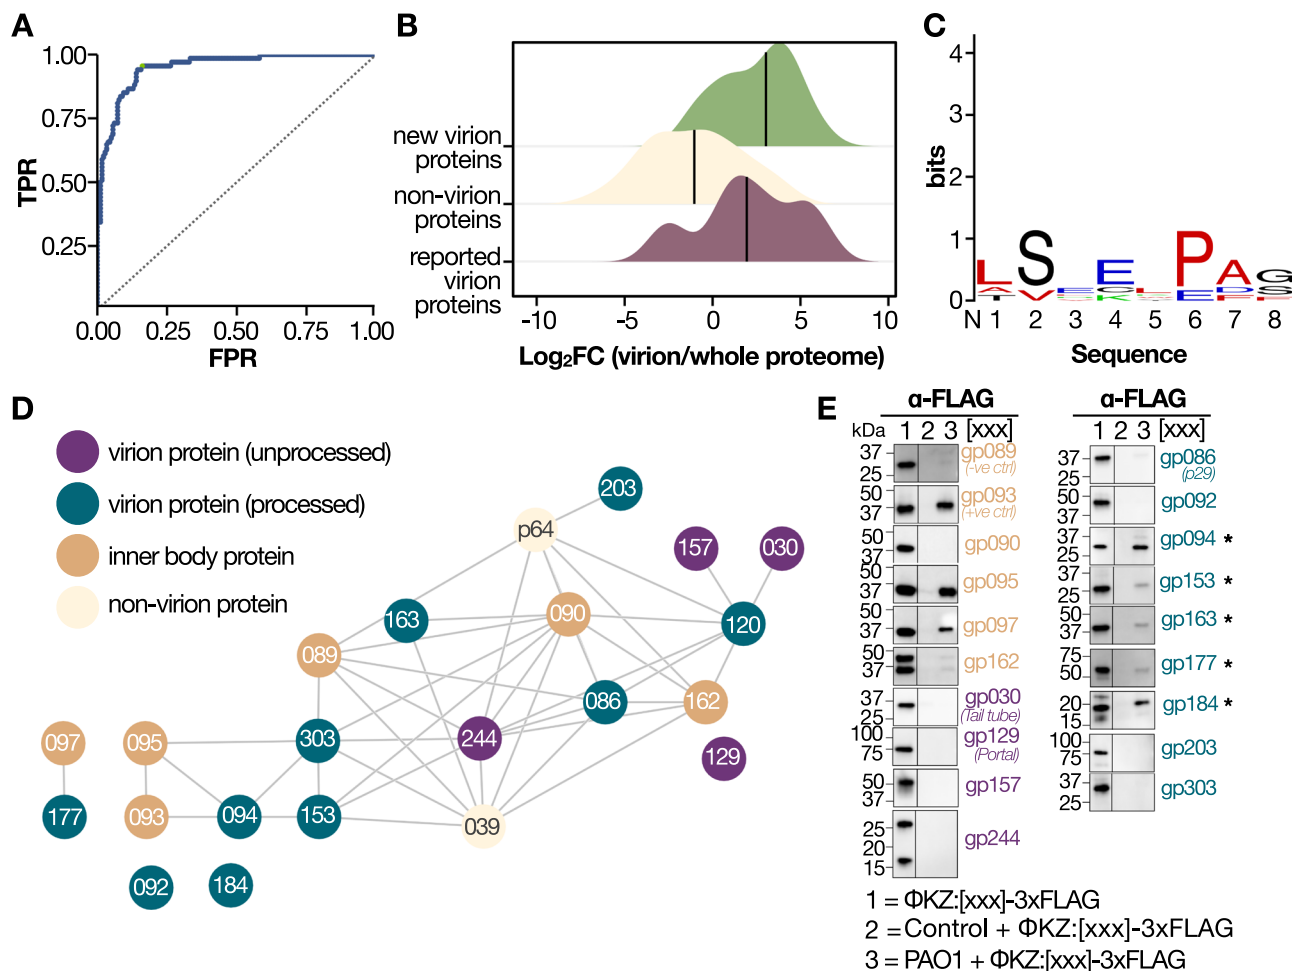 A
TPR
1.00
0.75
0.50
0.25
0.00
0.25
0.50
0.75
1.00
FPR
B
new virion
proteins
non-virion
proteins
reported
virion
proteins
-10
-5
0
5
10
Log₂FC (virion/whole proteome)
C
bits
4
3
2
1
0
L
A
S
V
E
E
K
L
P
E
A
D
G
S
N 1 2 3 4 5 6 7 8
Sequence
D
virion protein (unprocessed)
virion protein (processed)
inner body protein
non-virion protein
203
p64
157
030
163
090
120
089
086
162
097
095
303
244
129
177
093
094
153
039
092
184
E
α-FLAG
kDa 1 2 3 [xxx]
37
25
gp089
(-ve ctrl)
50
37
gp093
(+ve ctrl)
50
37
gp090
50
37
gp095
50
37
gp097
50
37
gp162
37
25
gp030
(Tail tube)
100
75
gp129
(Portal)
50
37
gp157
25
20
15
gp244
α-FLAG
1 2 3 [xxx]
37
25
gp086
(p29)
50
37
gp092
37
25
gp094 *
37
25
gp153 *
50
37
gp163 *
75
50
gp177 *
20
15
gp184 *
100
75
gp203
37
25
gp303
1 = ΦKZ:[xxx]-3xFLAG
2 = Control + ΦKZ:[xxx]-3xFLAG
3 = PAO1 + ΦKZ:[xxx]-3xFLAG